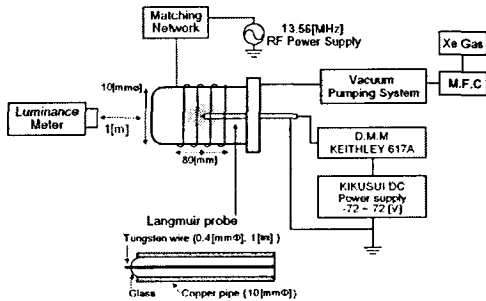 Matching
Network
13.56[MHz]
RF Power Supply
Xe Gas
10[mmΦ]
Vacuum
Pumping System
M.F.C
Luminance
Meter
1[m]
80[mm]
D.M.M
KEITHLEY 617A
KIKUSUI DC
Power supply
-72 ~ 72 [V]
Langmuir probe
Tungsten wire (0.4[mmΦ], 1[m])
Glass
Copper pipe (10[mmΦ])